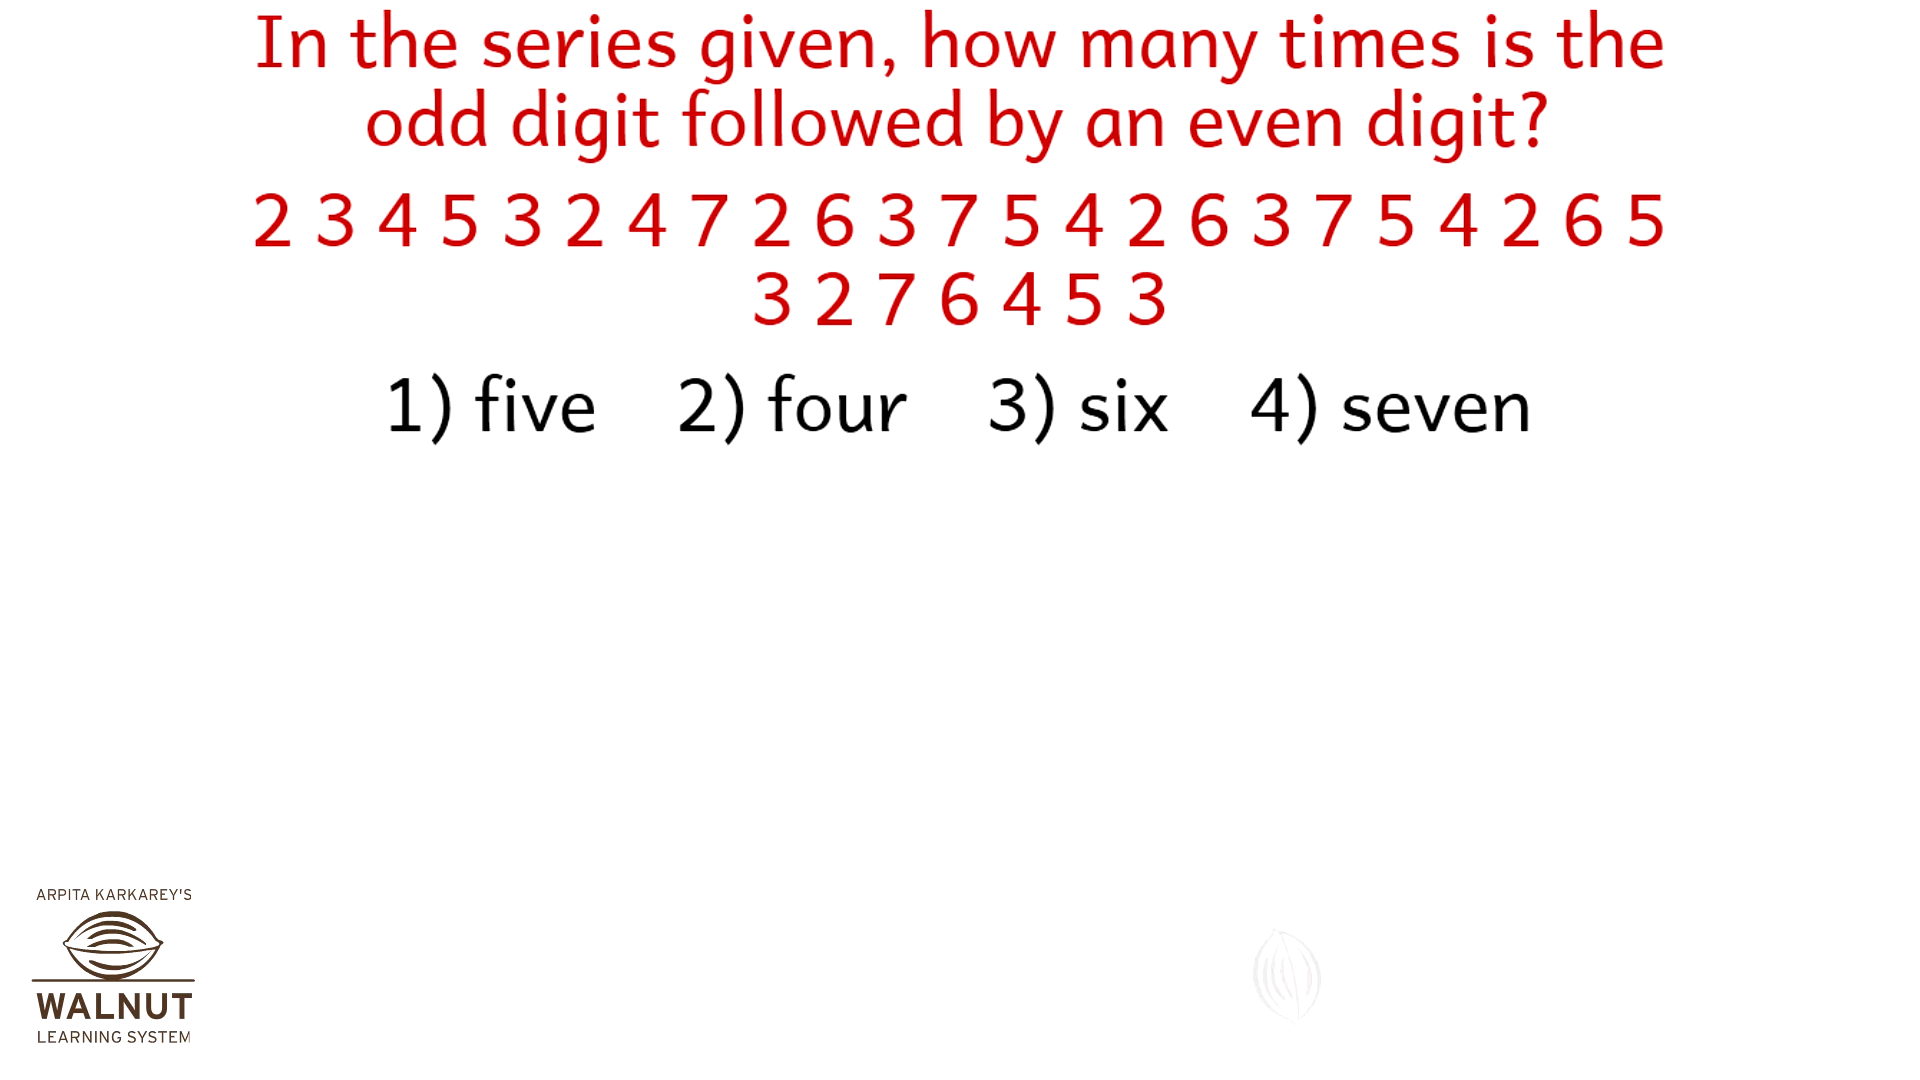 In the series given, how many times is the
odd digit followed by an even digit?
2 3 4 5 3 2 4 7 2 6 3 7 5 4 2 6 3 7 5 4 2 6 5
3 2 7 6 4 5 3
1) five 2) four 3) six 4) seven
ARPITA KARKAREY'S
WALNUT
LEARNING SYSTEM